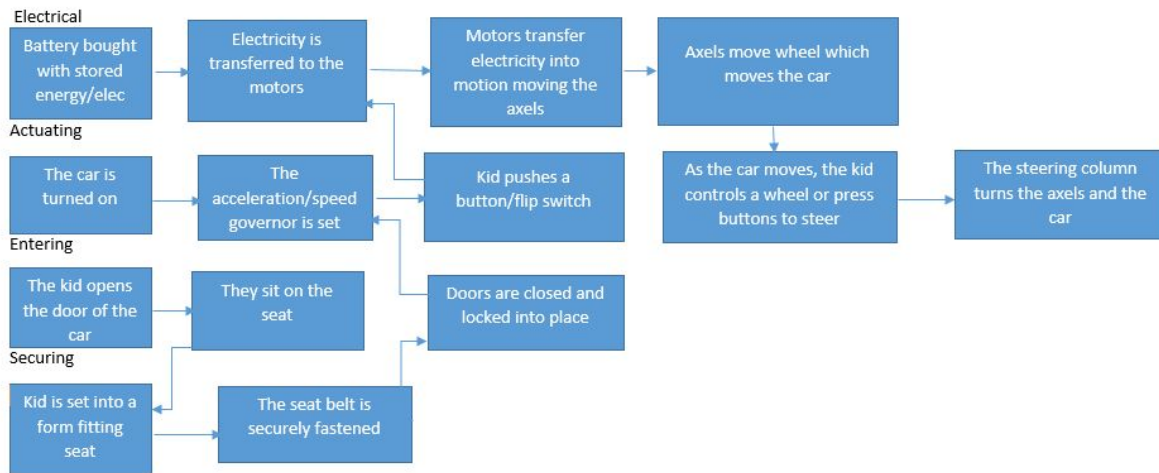 Electrical
Battery bought
with stored
energy/elec
Electricity is
transferred to the
motors
Motors transfer
electricity into
motion moving the
axels
Axels move wheel which
moves the car
Actuating
The car is
turned on
The
acceleration/speed
governor is set
Kid pushes a
button/flip switch
As the car moves, the kid
controls a wheel or press
buttons to steer
The steering column
turns the axels and the
car
Entering
The kid opens
the door of the
car
They sit on the
seat
Doors are closed and
locked into place
Securing
Kid is set into a
form fitting
seat
The seat belt is
securely fastened